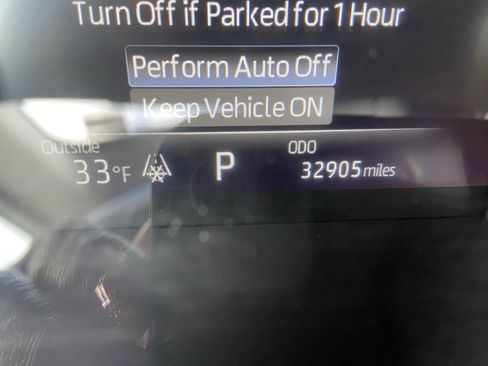 Turn Off if Parked for 1 Hour
Perform Auto Off
Keep Vehicle ON
Outside
33°F
P
ODO
32905 miles